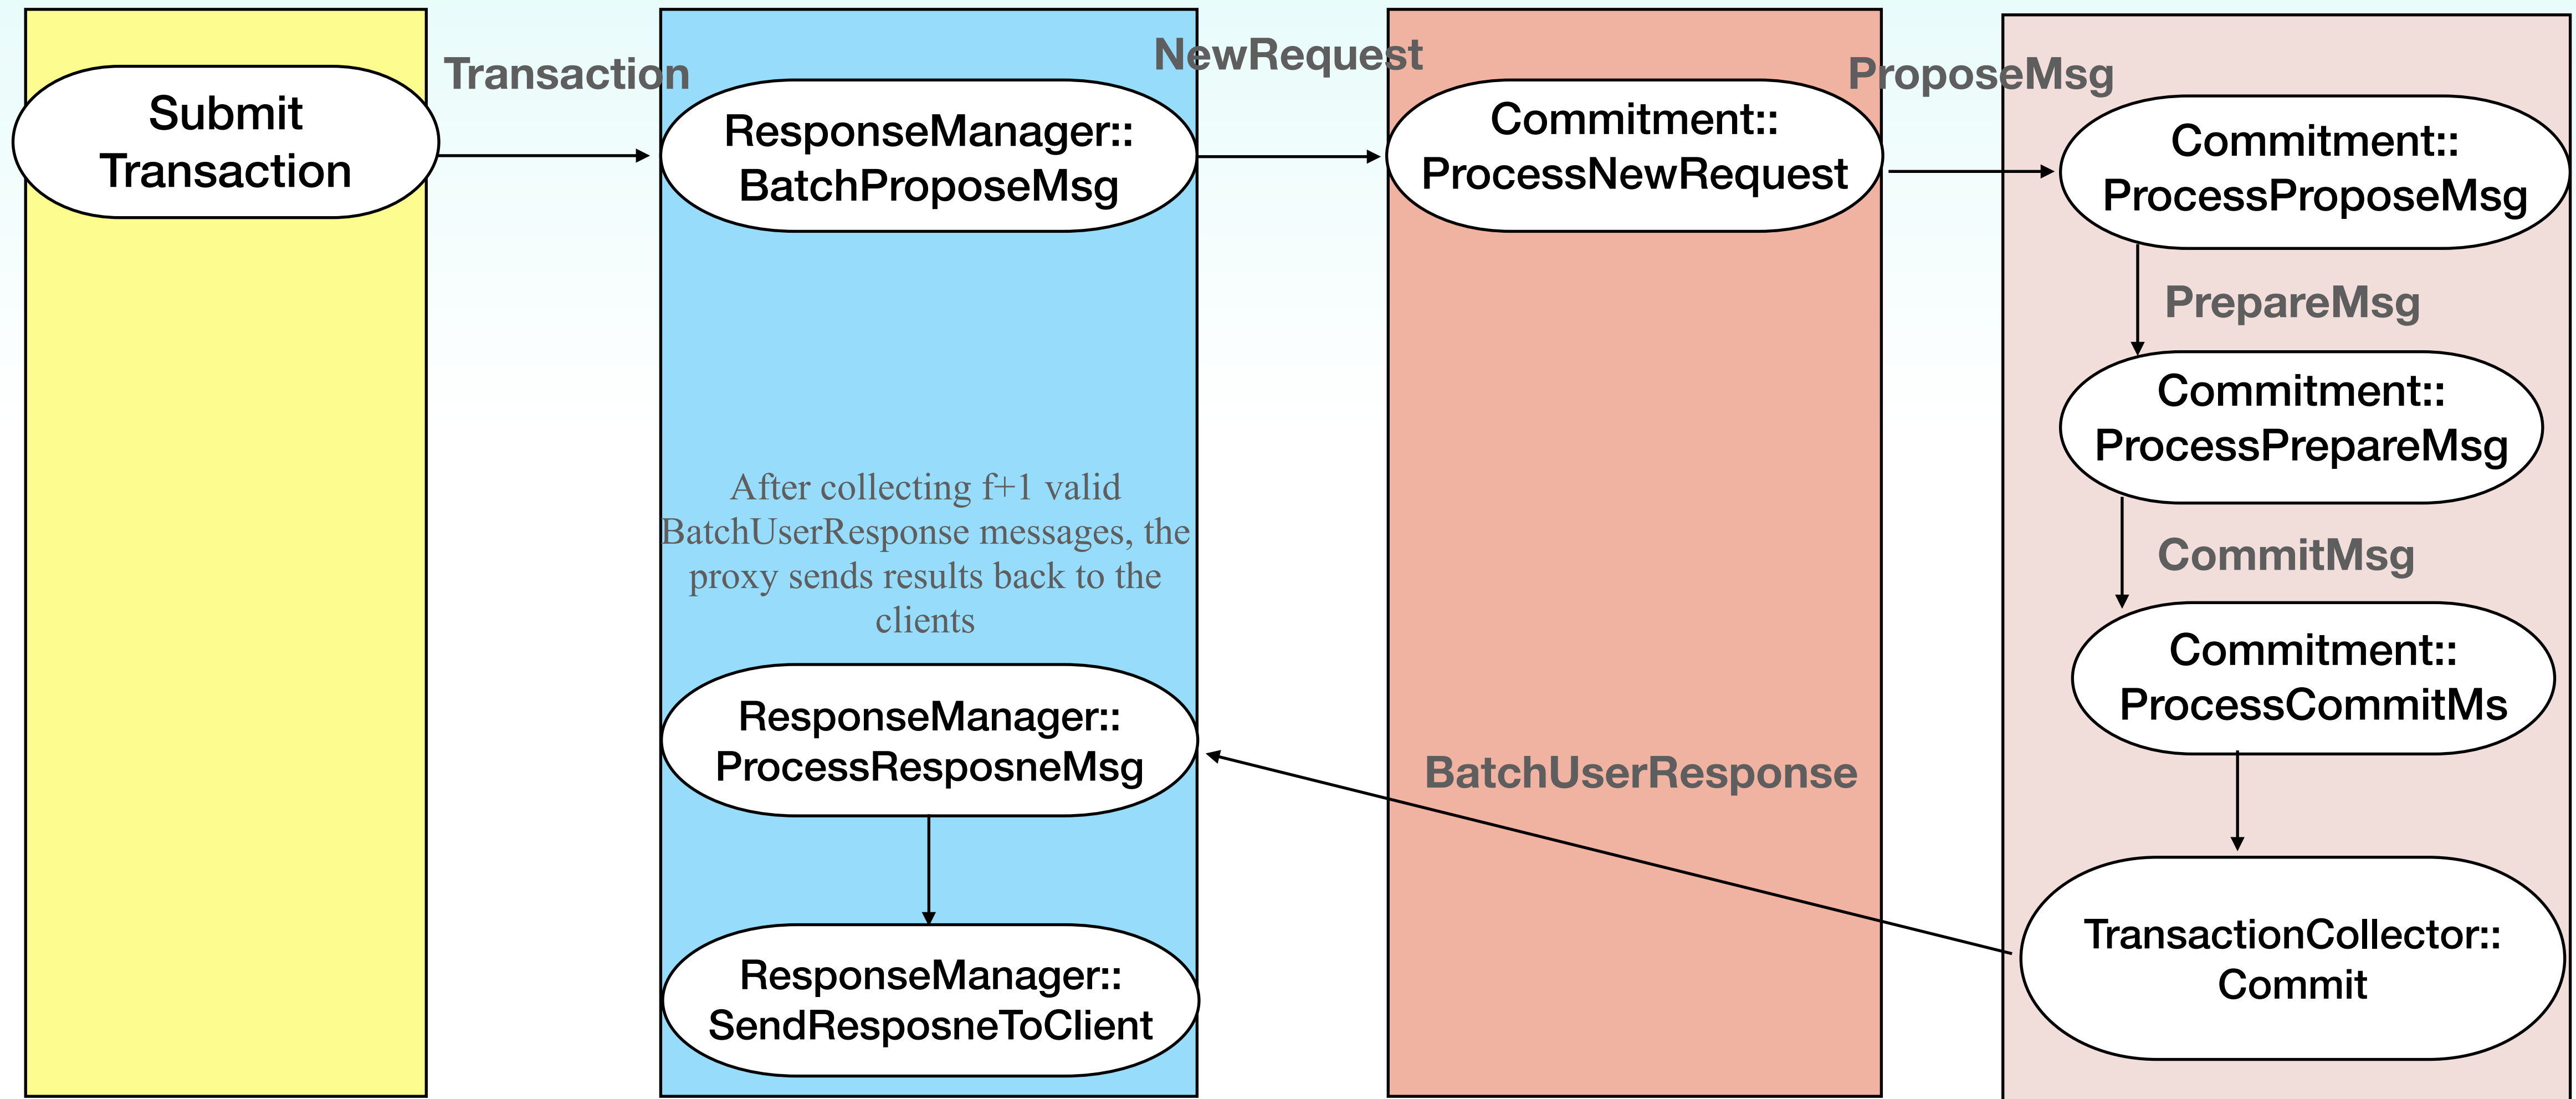 Submit
Transaction
Transaction
ResponseManager::
BatchProposeMsg
NewRequest
Commitment::
ProcessNewRequest
ProposeMsg
Commitment::
ProcessProposeMsg
PrepareMsg
Commitment::
ProcessPrepareMsg
CommitMsg
Commitment::
ProcessCommitMs
TransactionCollector::
Commit
BatchUserResponse
After collecting f+1 valid
BatchUserResponse messages, the
proxy sends results back to the
clients
ResponseManager::
ProcessResposneMsg
ResponseManager::
SendResposneToClient